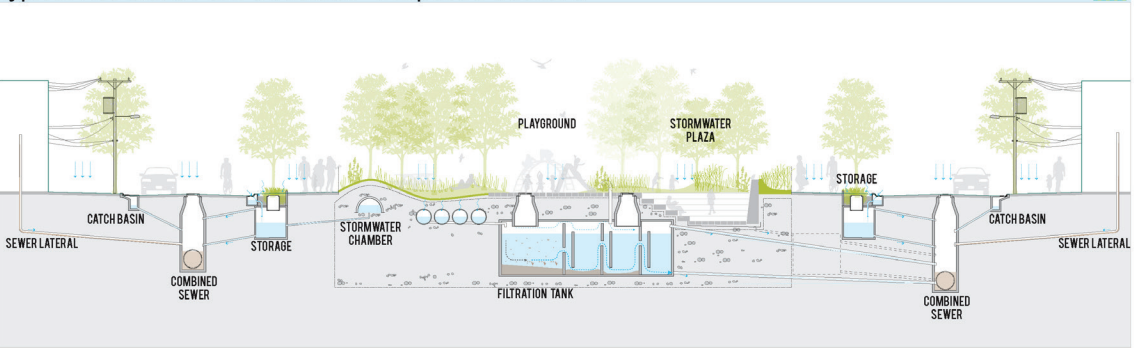 PLAYGROUND
STORMWATER
PLAZA
STORAGE
CATCH BASIN
SEWER LATERAL
STORAGE
STORMWATER
CHAMBER
COMBINED
SEWER
FILTRATION TANK
CATCH BASIN
SEWER LATERAL
COMBINED
SEWER